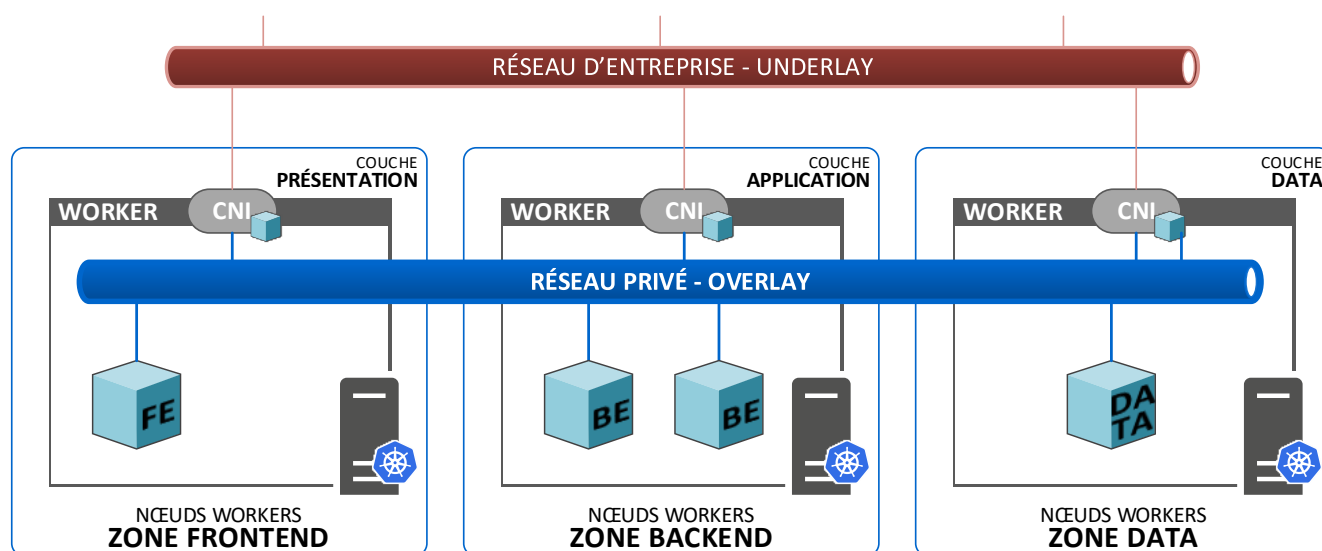 RÉSEAU D'ENTREPRISE - UNDERLAY
COUCHE
PRÉSENTATION
WORKER
CNI
COUCHE
APPLICATION
WORKER
CNI
COUCHE
DATA
WORKER
CNI
RÉSEAU PRIVÉ - OVERLAY
FE
BE
BE
DA
TA
NŒUDS WORKERS
ZONE FRONTEND
NŒUDS WORKERS
ZONE BACKEND
NŒUDS WORKERS
ZONE DATA